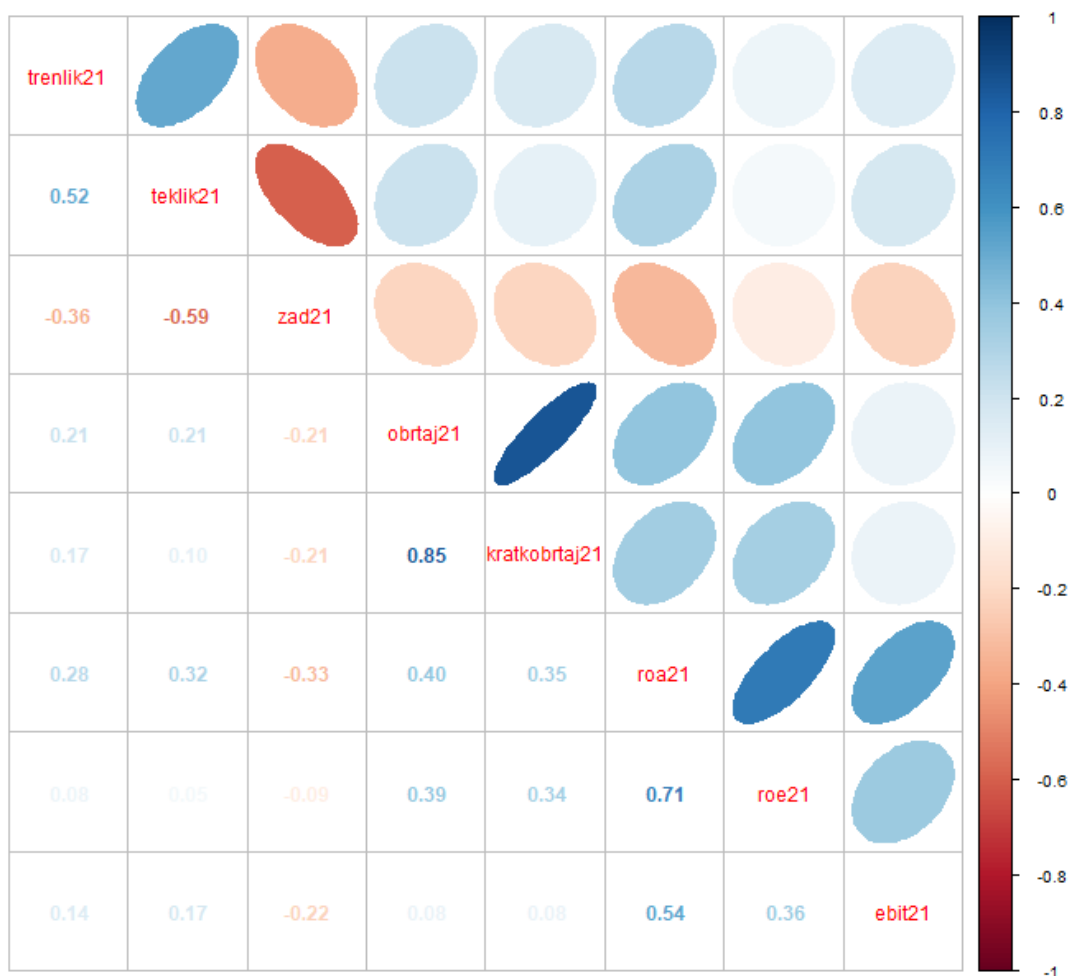 trenlik21
0.52 teklik21
-0.36 -0.59 zad21
0.21 0.21 -0.21 obrtaj21
0.17 0.10 -0.21 0.85 kratkobrtaj21
0.28 0.32 -0.33 0.40 0.35 roa21
0.08 0.05 -0.09 0.39 0.34 0.71 roe21
0.14 0.17 -0.22 0.08 0.08 0.54 0.36 ebit21
1
0.8
0.6
0.4
0.2
0
-0.2
-0.4
-0.6
-0.8
-1